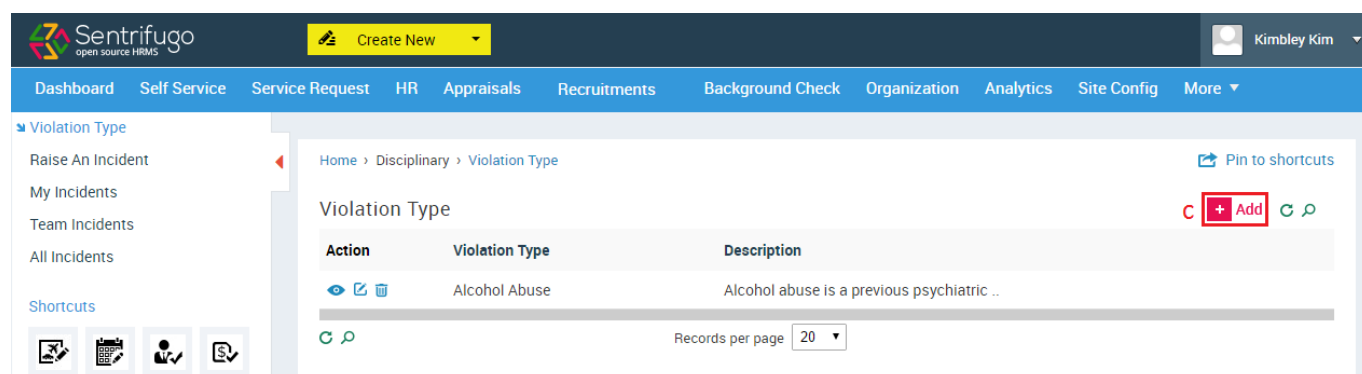 Sentrifugo
open source HRMS
Create New
Kimbley Kim
Dashboard Self Service Service Request HR Appraisals Recruitments Background Check Organization Analytics Site Config More
Violation Type
Raise An Incident
My Incidents
Team Incidents
All Incidents
Shortcuts
Home › Disciplinary › Violation Type
Pin to shortcuts
Violation Type
C + Add
Action Violation Type Description
Alcohol Abuse Alcohol abuse is a previous psychiatric ..
Records per page 20